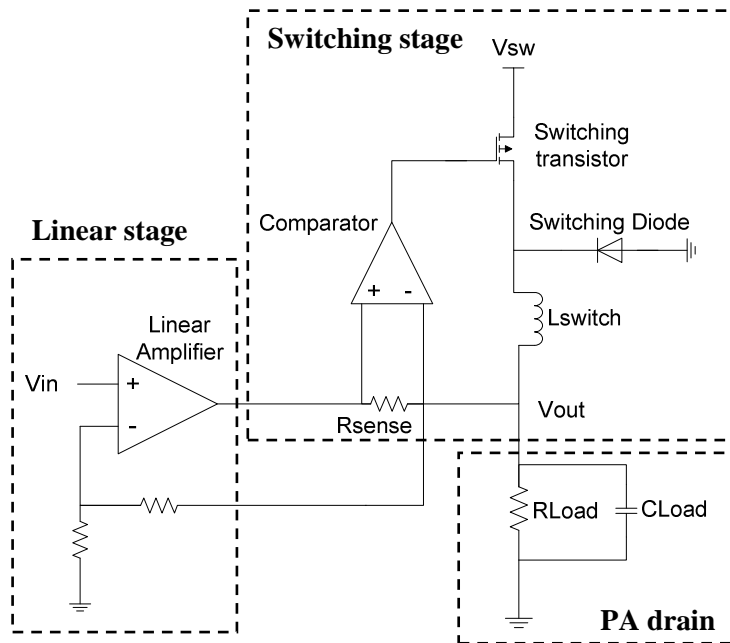 Switching stage
Vsw
Switching
transistor
Comparator
Switching Diode
Linear stage
+ -
Lswitch
Linear
Amplifier
Vin
+
-
Rsense
Vout
RLoad
CLoad
PA drain